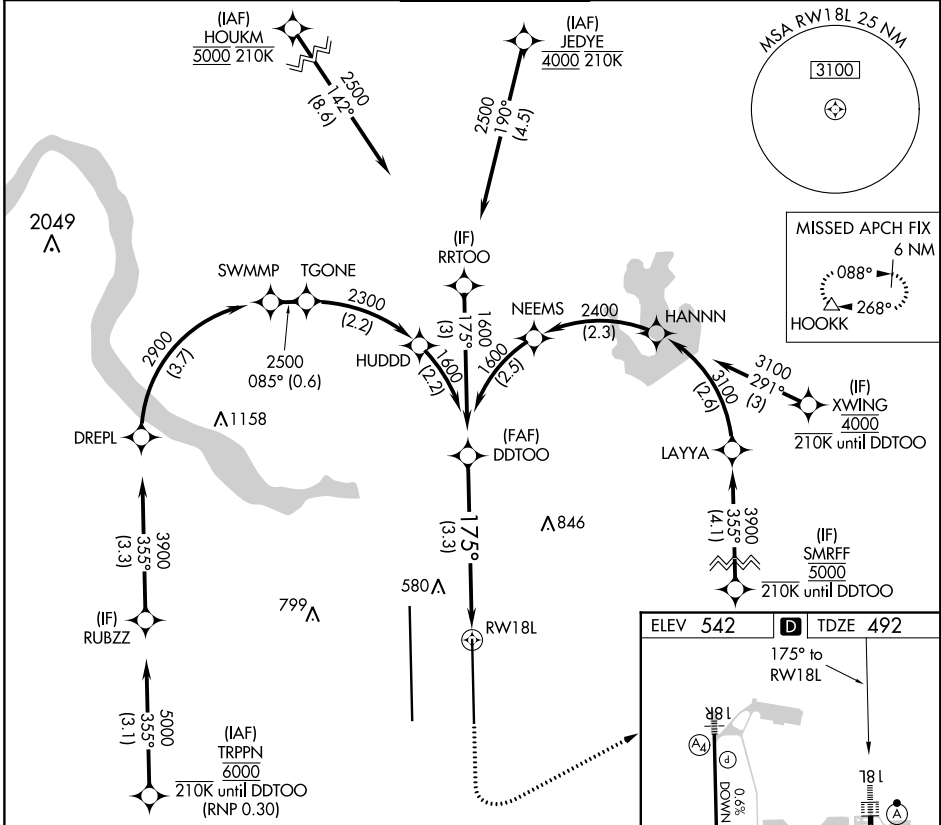 (IAF)
HOUKM
5000 210K
2500
142°
(8.6)
(IAF)
JEDYE
4000 210K
2500
190°
(4.5)
MSA RW18L 25 NM
3100
2049
MISSED APCH FIX
6 NM
088°
268°
HOOKK
(IF)
RRTOO
SWMMP
TGONE
2300
(2.2)
1600
175°
(3)
NEEMS
2400
(2.3)
HANNN
2900
(3.7)
2500
085° (0.6)
HUDDD
1600
(2.2)
1600
(2.5)
3100
(2.6)
3100
291°
(3)
(IF)
XWING
4000
210K until DDTOO
1158
DREPL
(FAF)
DDTOO
LAYYA
3900
355°
(3.3)
175°
(3.3)
846
3900
355°
(4.1)
(IF)
SMRFF
5000
210K until DDTOO
580
799
(IF)
RUBZZ
RW18L
5000
355°
(3.1)
(IAF)
TRPPN
6000
210K until DDTOO
(RNP 0.30)
ELEV 542
D
TDZE 492
175° to
RW18L
18R
A4
P
0.6%
DOWN
18L
A